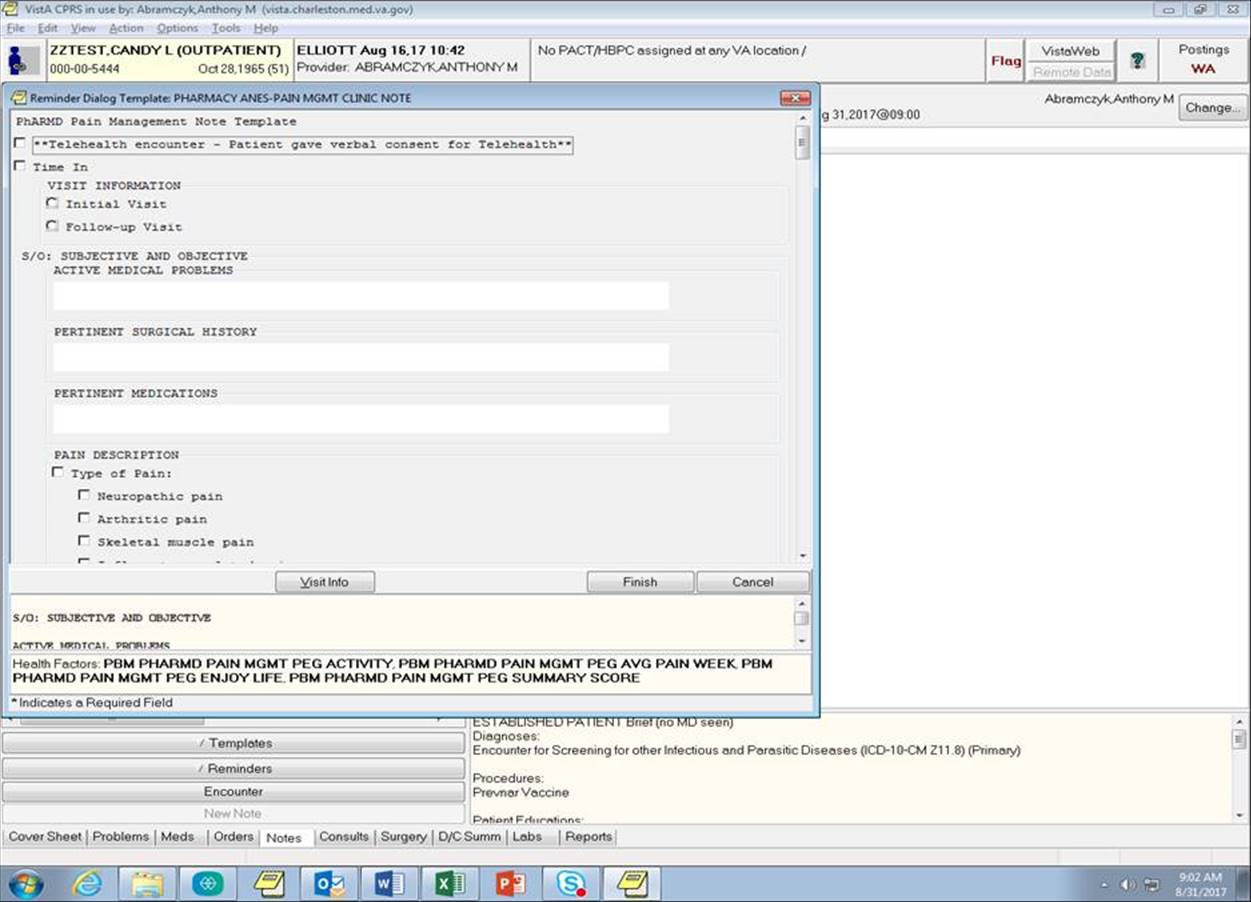 VistA CPRS in use by: Abramczyk,Anthony M (vista.charleston.med.va.gov)
File Edit View Action Options Tools Help
ZZTEST,CANDY L (OUTPATIENT)
000-00-5444 Oct 28,1965 (51)
ELLIOTT Aug 16,17 10:42
Provider: ABRAMCZYK,ANTHONY M
No PACT/HBPC assigned at any VA location /
Flag
VistaWeb
Remote Data
?
Postings
WA
Reminder Dialog Template: PHARMACY ANES-PAIN MGMT CLINIC NOTE
g 31,2017@09:00
Abramczyk,Anthony M
Change...
PhARMD Pain Management Note Template
**Telehealth encounter - Patient gave verbal consent for Telehealth**
Time In
VISIT INFORMATION
Initial Visit
Follow-up Visit
S/O: SUBJECTIVE AND OBJECTIVE
ACTIVE MEDICAL PROBLEMS
PERTINENT SURGICAL HISTORY
PERTINENT MEDICATIONS
PAIN DESCRIPTION
Type of Pain:
Neuropathic pain
Arthritic pain
Skeletal muscle pain
Visit Info
Finish
Cancel
S/O: SUBJECTIVE AND OBJECTIVE
ACTIVE MEDICAL PROBLEMS
Health Factors: PBM PHARMD PAIN MGMT PEG ACTIVITY, PBM PHARMD PAIN MGMT PEG AVG PAIN WEEK, PBM
PHARMD PAIN MGMT PEG ENJOY LIFE, PBM PHARMD PAIN MGMT PEG SUMMARY SCORE
* Indicates a Required Field
/ Templates
/ Reminders
Encounter
New Note
ESTABLISHED PATIENT Brief (no MD seen)
Diagnoses:
Encounter for Screening for other Infectious and Parasitic Diseases (ICD-10-CM Z11.8) (Primary)
Procedures:
Prevnar Vaccine
Patient Educations:
Cover Sheet Problems Meds Orders Notes Consults Surgery D/C Summ Labs Reports
9:02 AM
8/31/2017